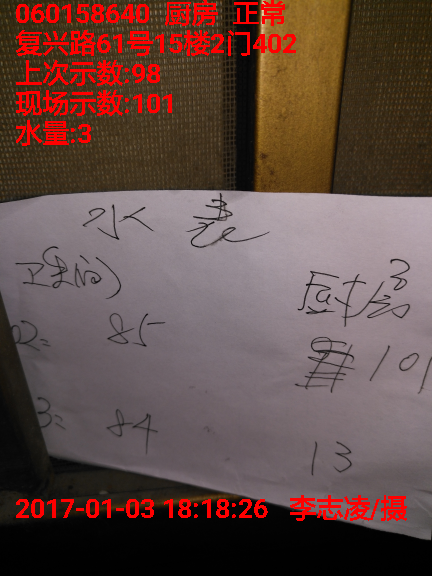 060158640 厨房 正常
复兴路61号15楼2门402
上次示数:98
现场示数:101
水量:3
水表
卫生间 厨房
02= 85 101
3= 84 13
2017-01-03 18:18:26 李志凌/摄